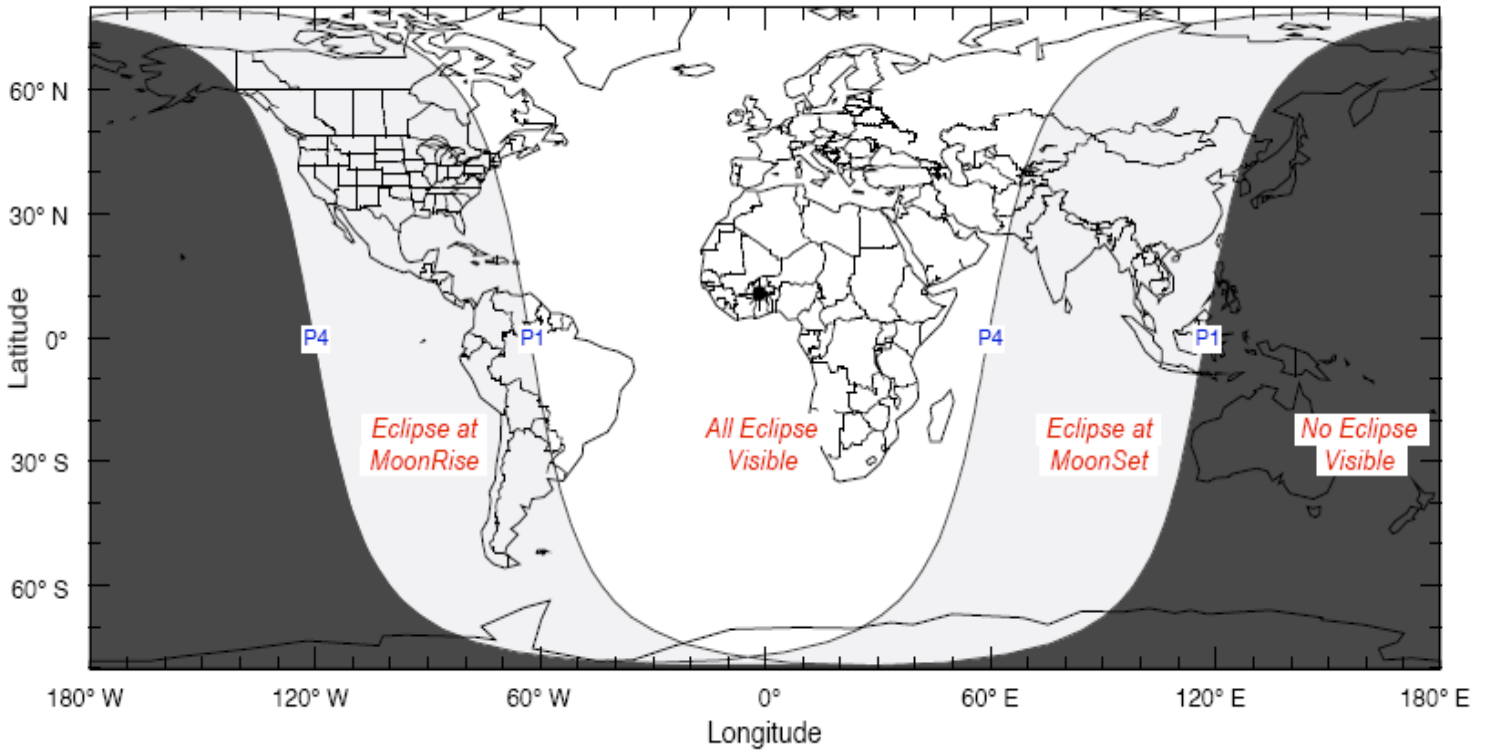 60° N
30° N
0°
30° S
60° S
Latitude
P4
P1
P4
P1
Eclipse at
MoonRise
All Eclipse
Visible
Eclipse at
MoonSet
No Eclipse
Visible
180° W
120° W
60° W
0°
60° E
120° E
180° E
Longitude